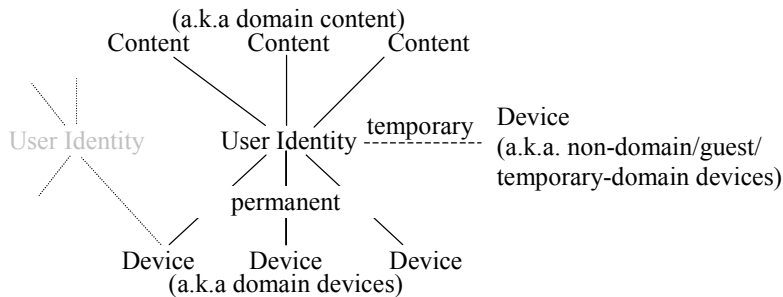 (a.k.a domain content)
Content Content Content
User Identity
User Identity
temporary
Device
(a.k.a. non-domain/guest/
temporary-domain devices)
permanent
Device Device Device
(a.k.a domain devices)